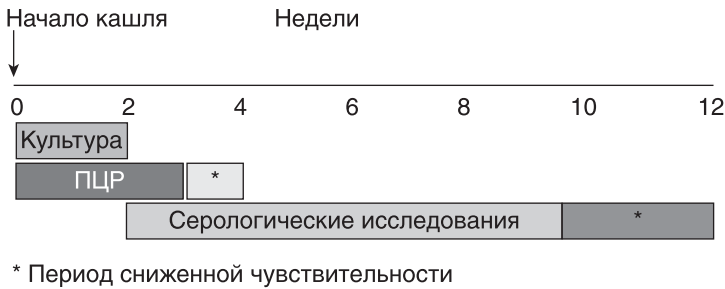 Начало кашля Недели
0 2 4 6 8 10 12
Культура
ПЦР *
Серологические исследования *
* Период сниженной чувствительности